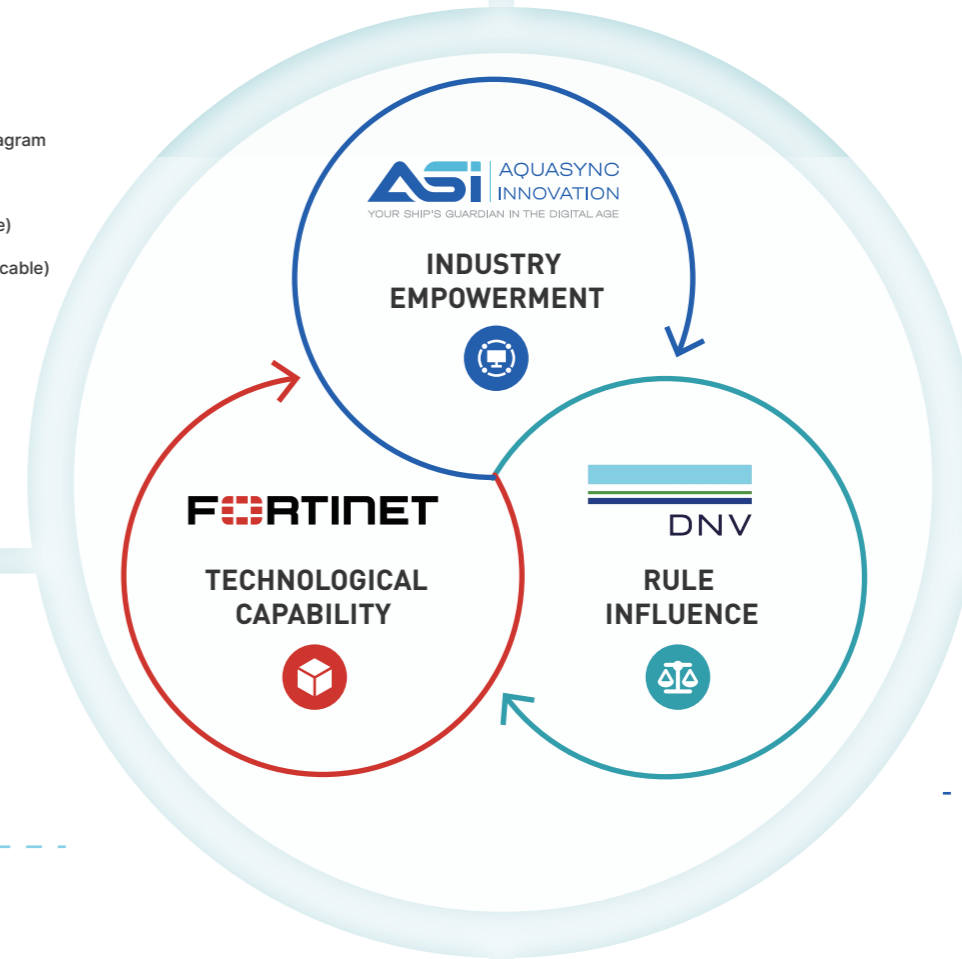 agram
e)
cable)
ASi
AQUASYNC
INNOVATION
YOUR SHIP'S GUARDIAN IN THE DIGITAL AGE
INDUSTRY
EMPOWERMENT
FORTINET
TECHNOLOGICAL
CAPABILITY
DNV
RULE
INFLUENCE